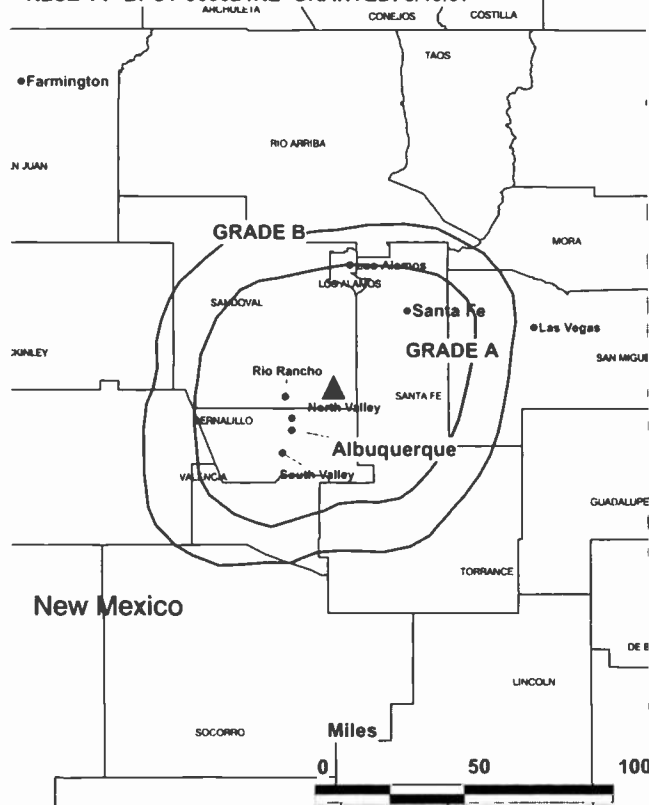 ARCHULETA
CONEJOS
COSTILLA
TAOS
Farmington
RIO ARRIBA
N JUAN
GRADE B
MORA
Los Alamos
LOS ALAMOS
SANDOVAL
Santa Fe
Las Vegas
GRADE A
CKINLEY
SAN MIGUE
Rio Rancho
SANTA FE
North Valley
BERNALILLO
Albuquerque
South Valley
VALENCIA
GUADALUPE
TORRANCE
New Mexico
DE B
LINCOLN
SOCORRO
Miles
0 50 100